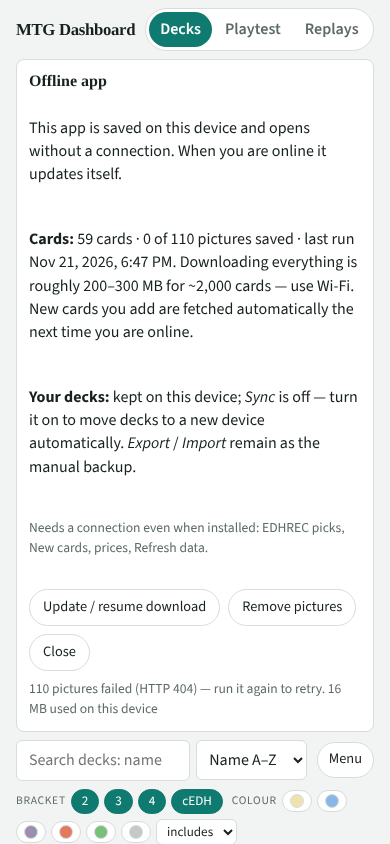 MTG Dashboard Decks Playtest Replays
Offline app
This app is saved on this device and opens
without a connection. When you are online it
updates itself.
Cards: 59 cards · 0 of 110 pictures saved · last run
Nov 21, 2026, 6:47 PM. Downloading everything is
roughly 200–300 MB for ~2,000 cards — use Wi-Fi.
New cards you add are fetched automatically the
next time you are online.
Your decks: kept on this device; Sync is off — turn
it on to move decks to a new device
automatically. Export / Import remain as the
manual backup.
Needs a connection even when installed: EDHREC picks,
New cards, prices, Refresh data.
Update / resume download Remove pictures
Close
110 pictures failed (HTTP 404) — run it again to retry. 16
MB used on this device
Search decks: name Name A–Z Menu
BRACKET 2 3 4 cEDH COLOUR
includes